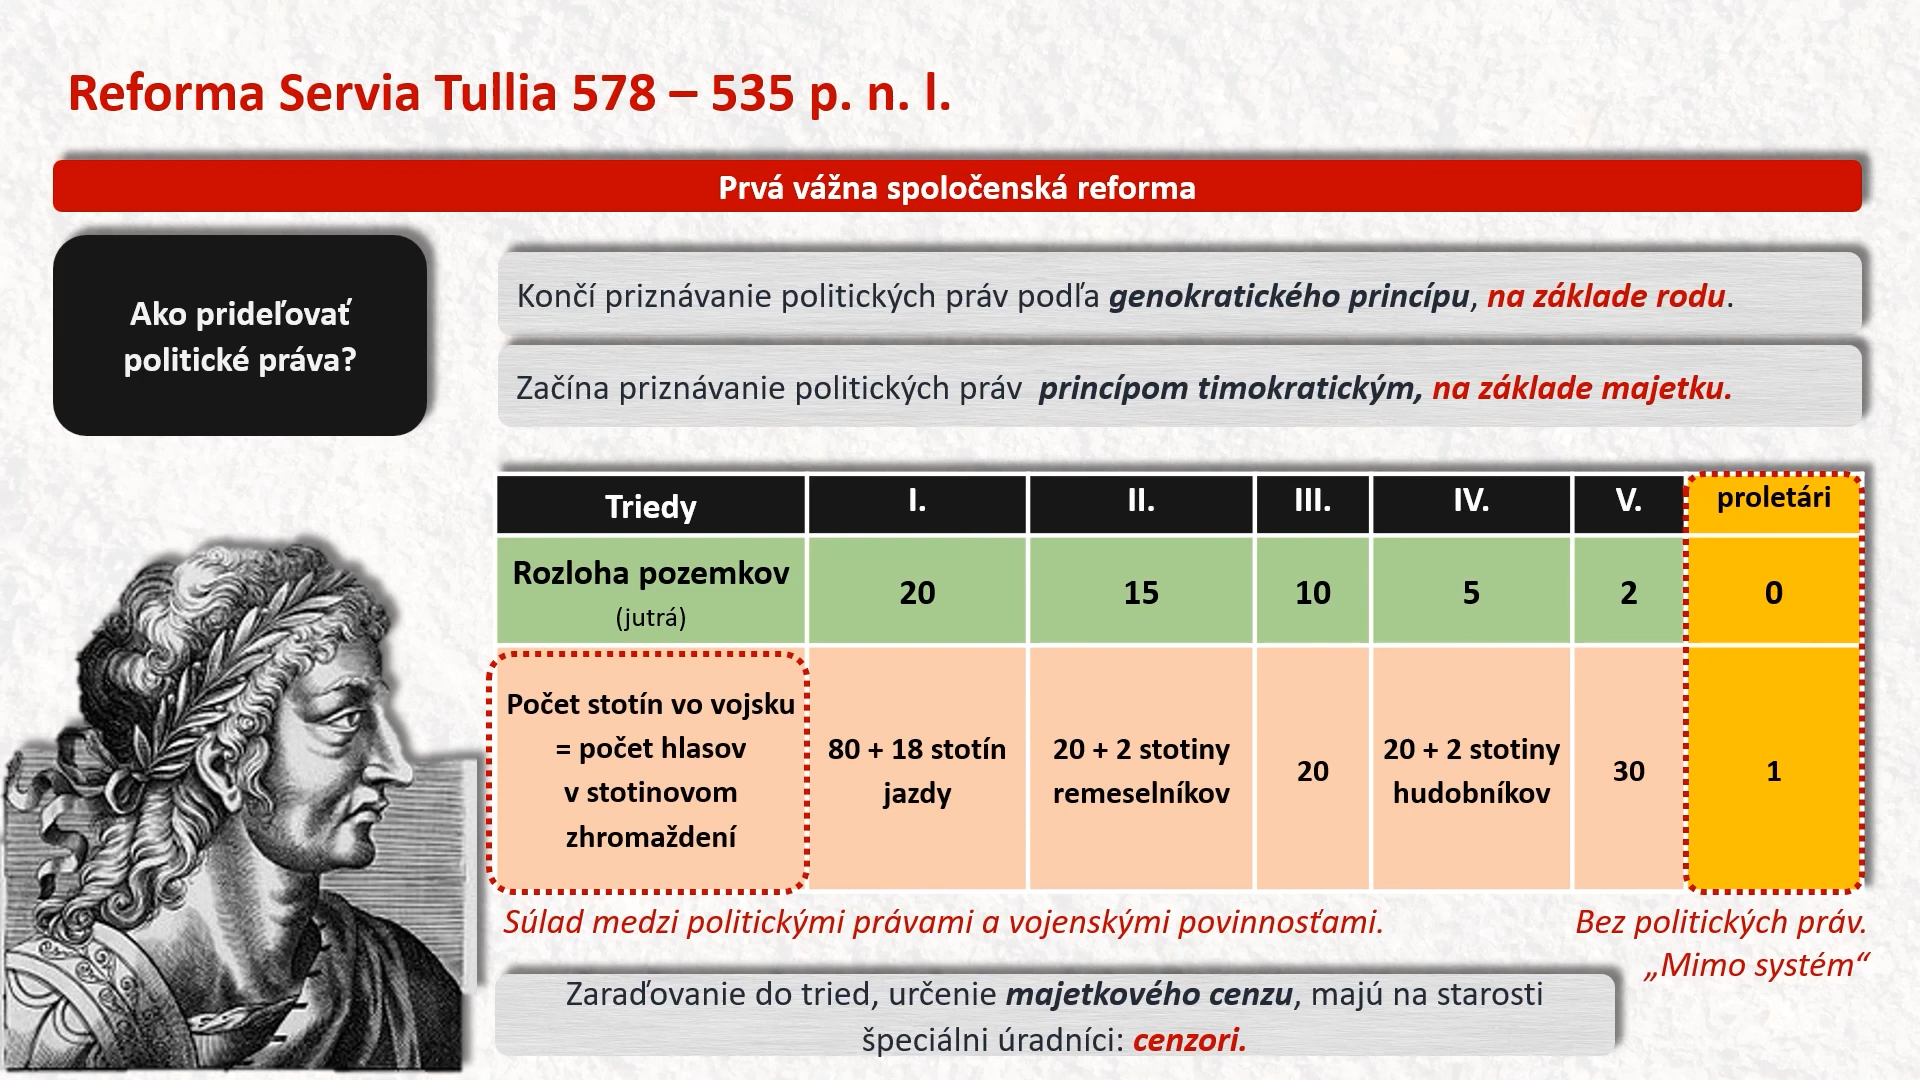 Reforma Servia Tullia 578 – 535 p. n. l.
Prvá vážna spoločenská reforma
Ako prideľovať
politické práva?
Končí priznávanie politických práv podľa genokratického princípu, na základe rodu.
Začína priznávanie politických práv princípom timokratickým, na základe majetku.
Triedy I. II. III. IV. V. proletári
Rozloha pozemkov
(jutrá)
20 15 10 5 2 0
Počet stotín vo vojsku
= počet hlasov
v stotinovom
zhromaždení
80 + 18 stotín
jazdy
20 + 2 stotiny
remeselníkov
20
20 + 2 stotiny
hudobníkov
30
1
Súlad medzi politickými právami a vojenskými povinnosťami.
Bez politických práv.
„Mimo systém“
Zaraďovanie do tried, určenie majetkového cenzu, majú na starosti
špeciálni úradníci: cenzori.